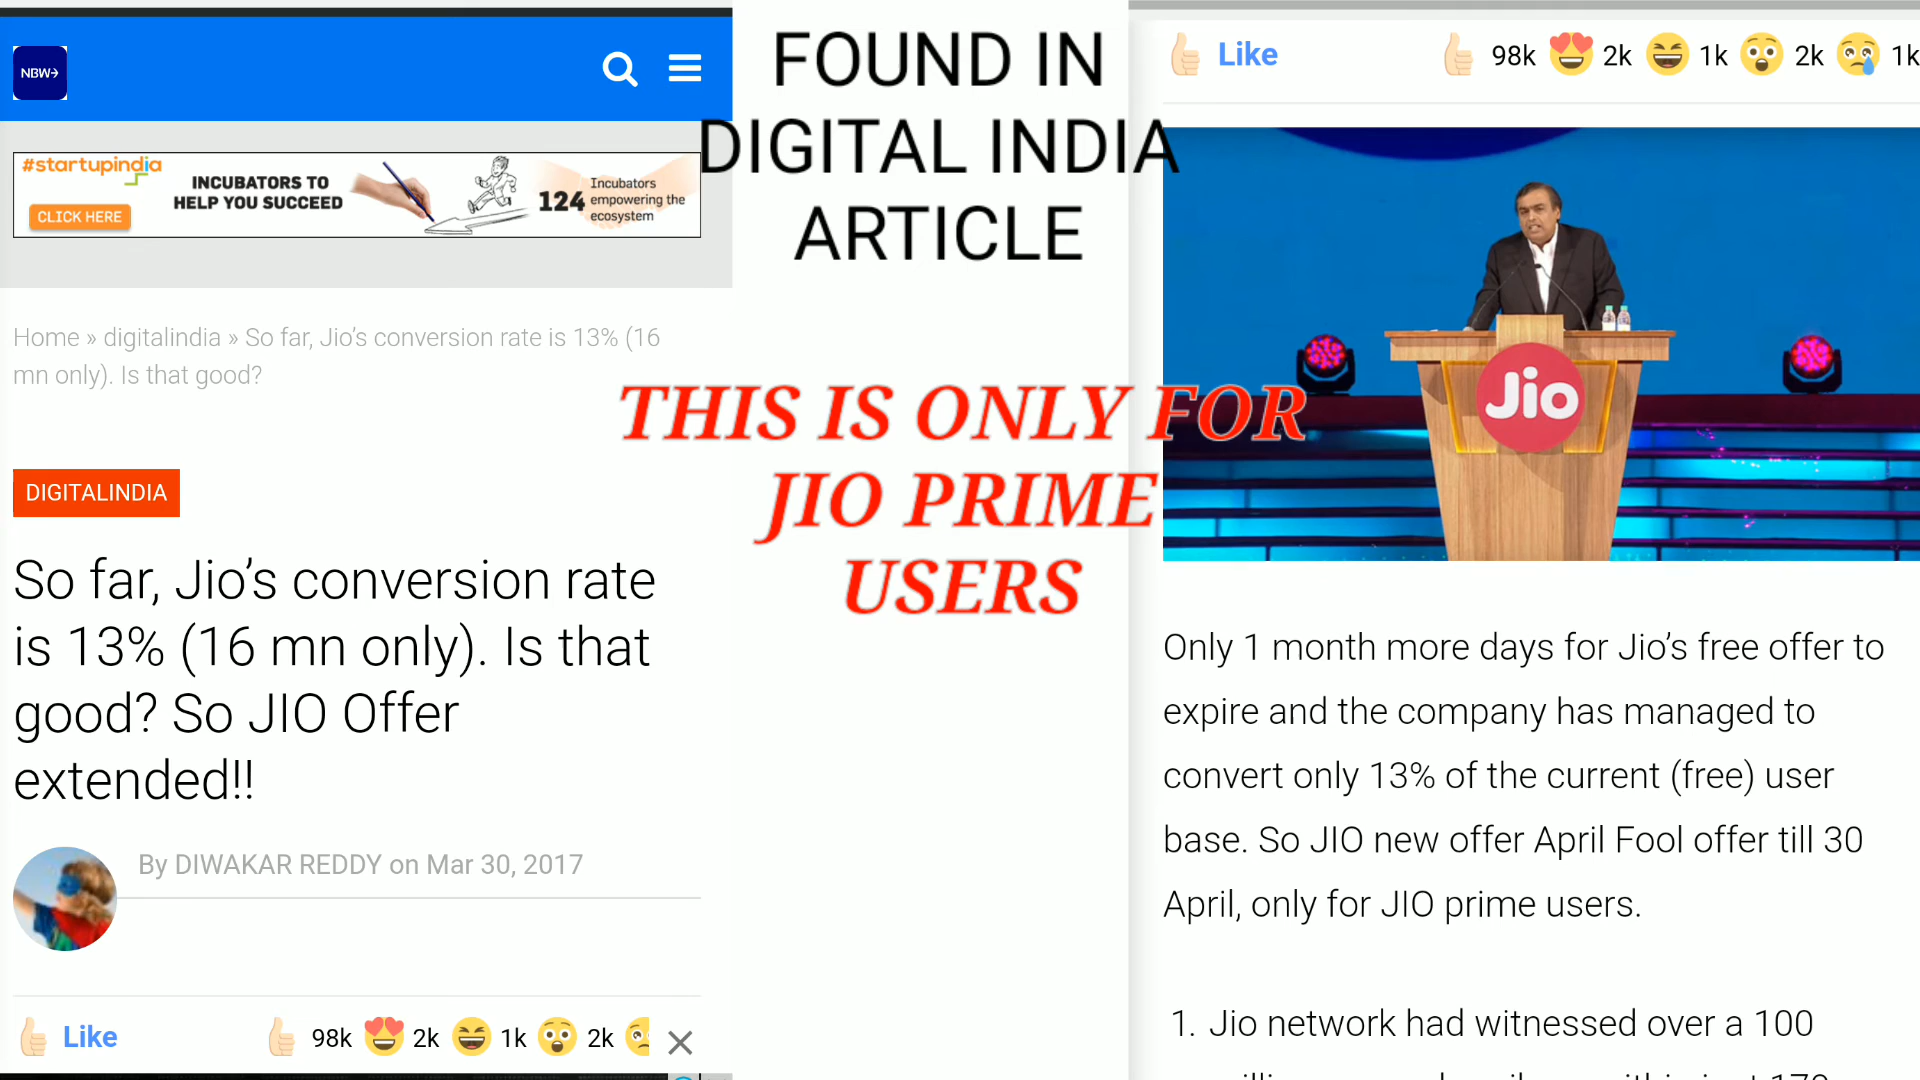 NBW
#startupindia
CLICK HERE
INCUBATORS TO
HELP YOU SUCCEED
124
Incubators
empowering the
ecosystem
Home » digitalindia » So far, Jio’s conversion rate is 13% (16
mn only). Is that good?
DIGITALINDIA
So far, Jio’s conversion rate
is 13% (16 mn only). Is that
good? So JIO Offer
extended!!
By DIWAKAR REDDY on Mar 30, 2017
Like 98k 2k 1k 2k
FOUND IN
DIGITAL INDIA
ARTICLE
THIS IS ONLY FOR
JIO PRIME
USERS
Like 98k 2k 1k 2k 1k
Jio
Only 1 month more days for Jio’s free offer to
expire and the company has managed to
convert only 13% of the current (free) user
base. So JIO new offer April Fool offer till 30
April, only for JIO prime users.
1. Jio network had witnessed over a 100